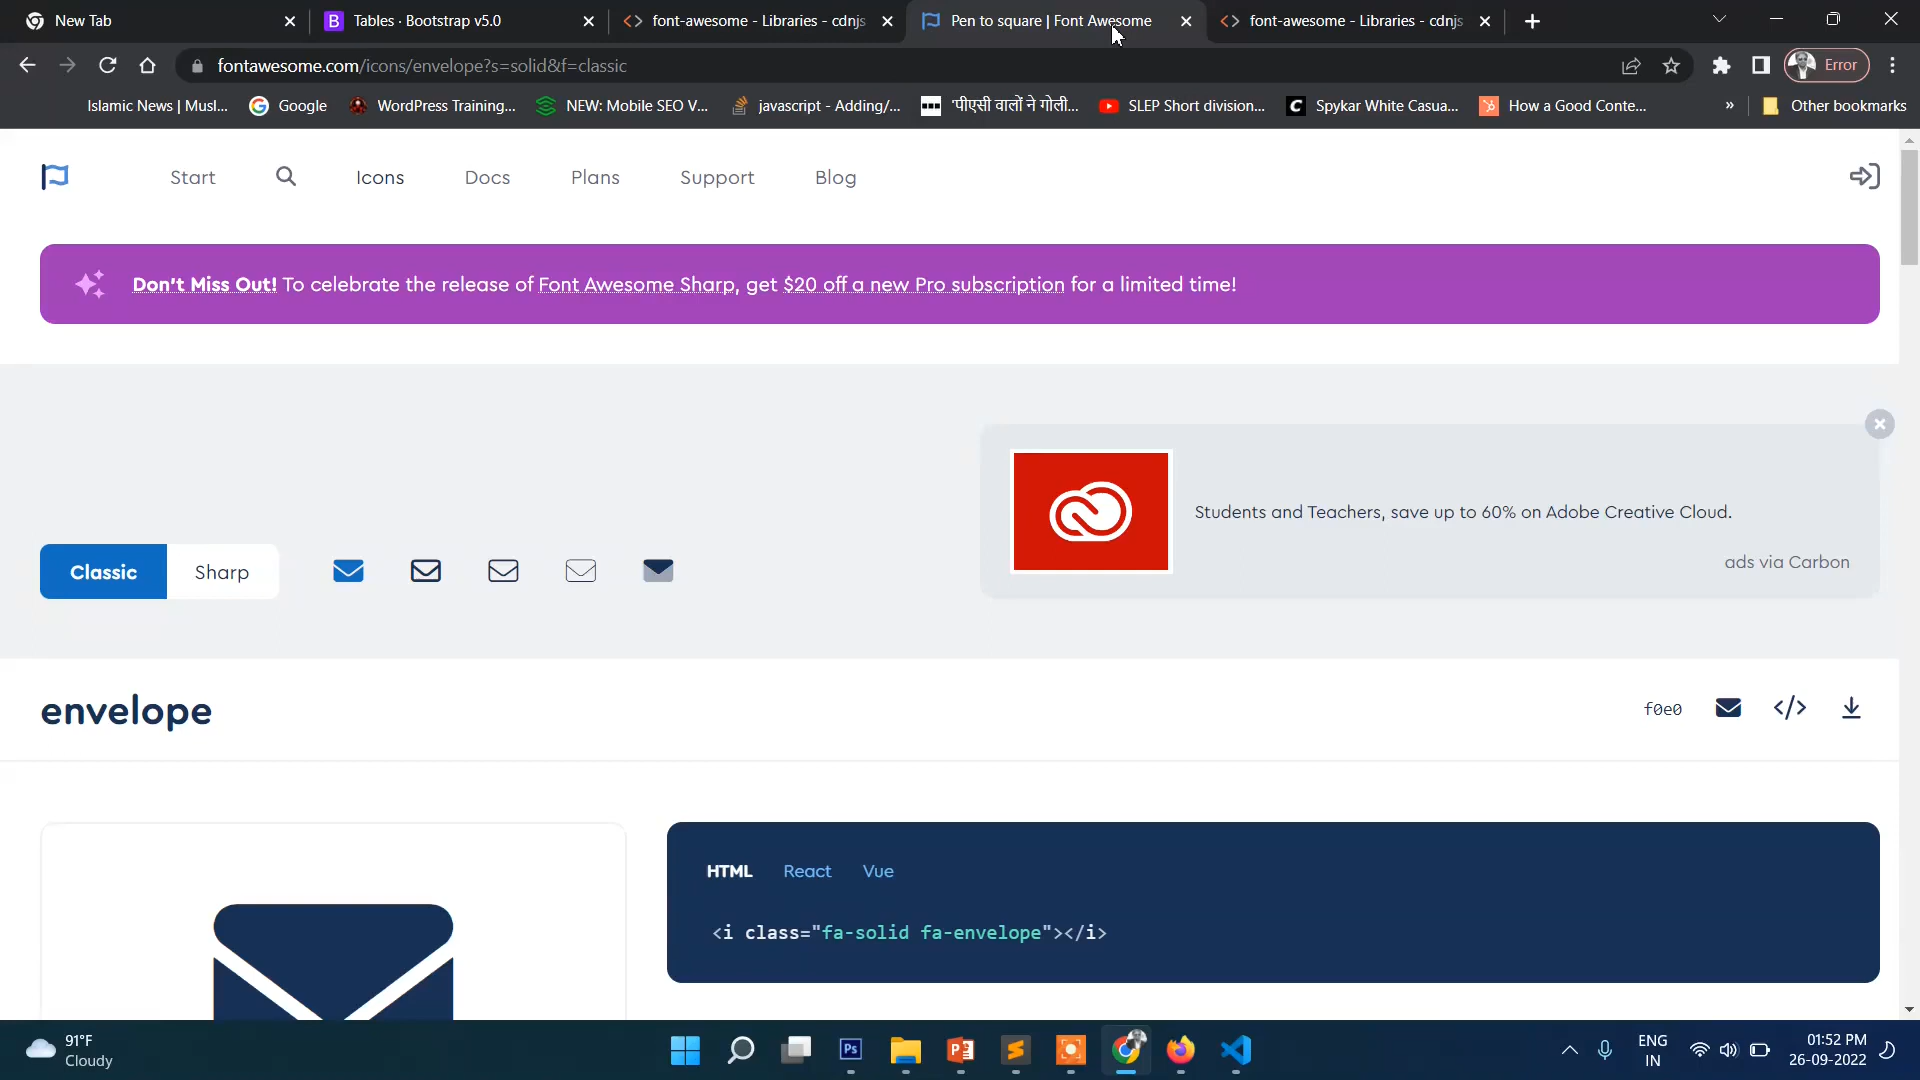 New Tab
Tables · Bootstrap v5.0
font-awesome - Libraries - cdnjs
Pen to square | Font Awesome
font-awesome - Libraries - cdnjs
fontawesome.com/icons/envelope?s=solid&f=classic
Error
Islamic News | Musl...
Google
WordPress Training...
NEW: Mobile SEO V...
javascript - Adding/...
'पीएसी वालों ने गोली...
SLEP Short division...
Spykar White Casua...
How a Good Conte...
»
Other bookmarks
Start
Icons
Docs
Plans
Support
Blog
Don't Miss Out! To celebrate the release of Font Awesome Sharp, get $20 off a new Pro subscription for a limited time!
Students and Teachers, save up to 60% on Adobe Creative Cloud.
ads via Carbon
Classic
Sharp
envelope
f0e0
HTML
React
Vue
<i class="fa-solid fa-envelope"></i>
91°F
Cloudy
Ps
ENG
IN
01:52 PM
26-09-2022